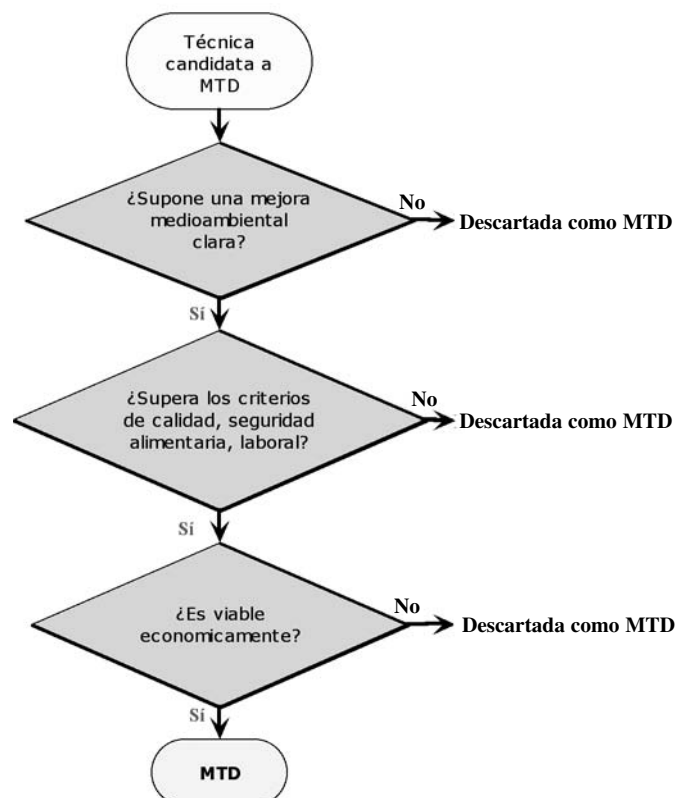 Técnica
candidata a
MTD
¿Supone una mejora
medioambiental
clara?
No
Descartada como MTD
Sí
¿Supera los criterios
de calidad, seguridad
alimentaria, laboral?
No
Descartada como MTD
Sí
¿Es viable
economicamente?
No
Descartada como MTD
Sí
MTD